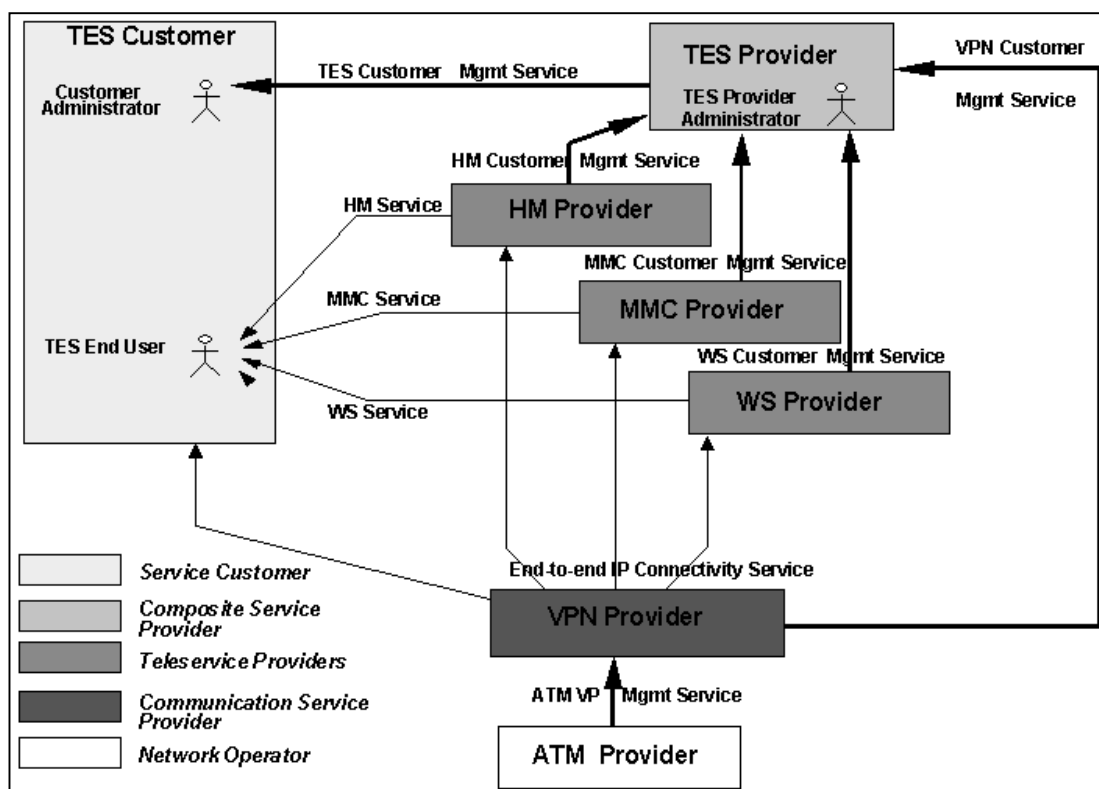 TES Customer
Customer
Administrator
TES Customer Mgmt Service
TES Provider
TES Provider
Administrator
VPN Customer
Mgmt Service
HM Customer Mgmt Service
HM Service
HM Provider
MMC Customer Mgmt Service
MMC Service
MMC Provider
TES End User
WS Customer Mgmt Service
WS Provider
WS Service
End-to-end IP Connectivity Service
VPN Provider
ATM VP Mgmt Service
ATM Provider
Service Customer
Composite Service
Provider
Teleservice Providers
Communication Service
Provider
Network Operator